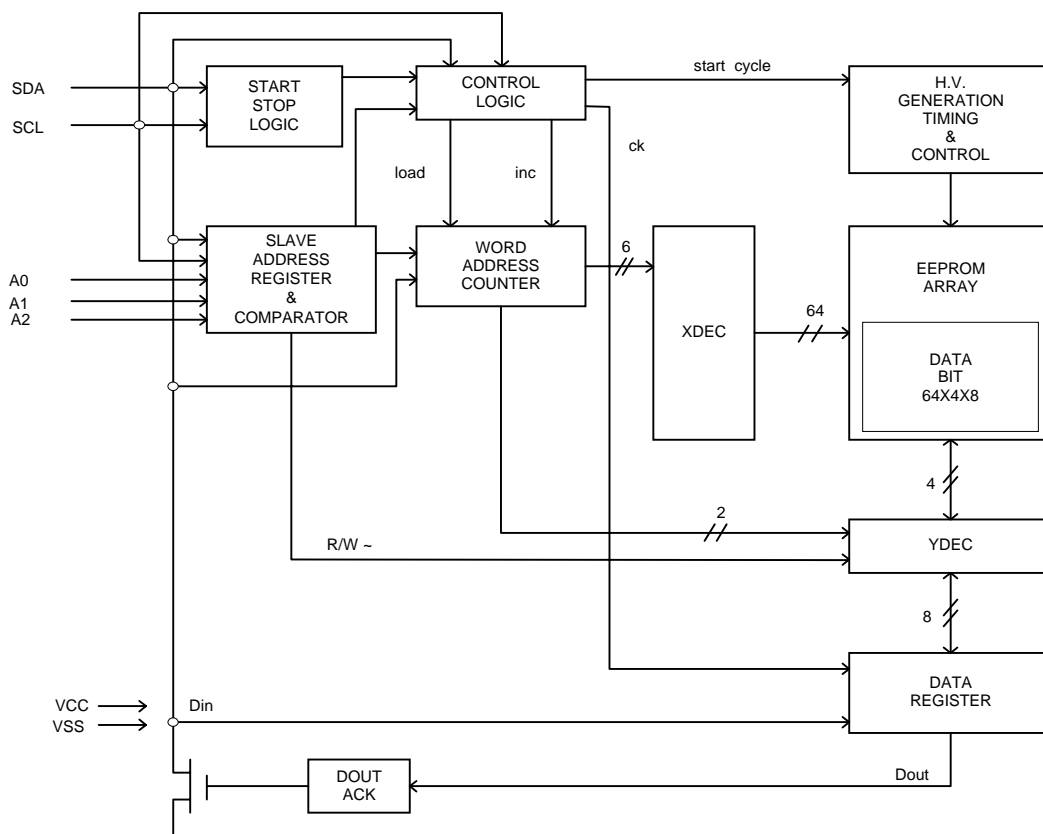 SDA
SCL
START
STOP
LOGIC
CONTROL
LOGIC
start cycle
H.V.
GENERATION
TIMING
&
CONTROL
load
inc
ck
A0
A1
A2
SLAVE
ADDRESS
REGISTER
&
COMPARATOR
WORD
ADDRESS
COUNTER
6
XDEC
64
EEPROM
ARRAY
DATA
BIT
64X4X8
4
2
R/W ~
YDEC
8
VCC
VSS
Din
DATA
REGISTER
DOUT
ACK
Dout